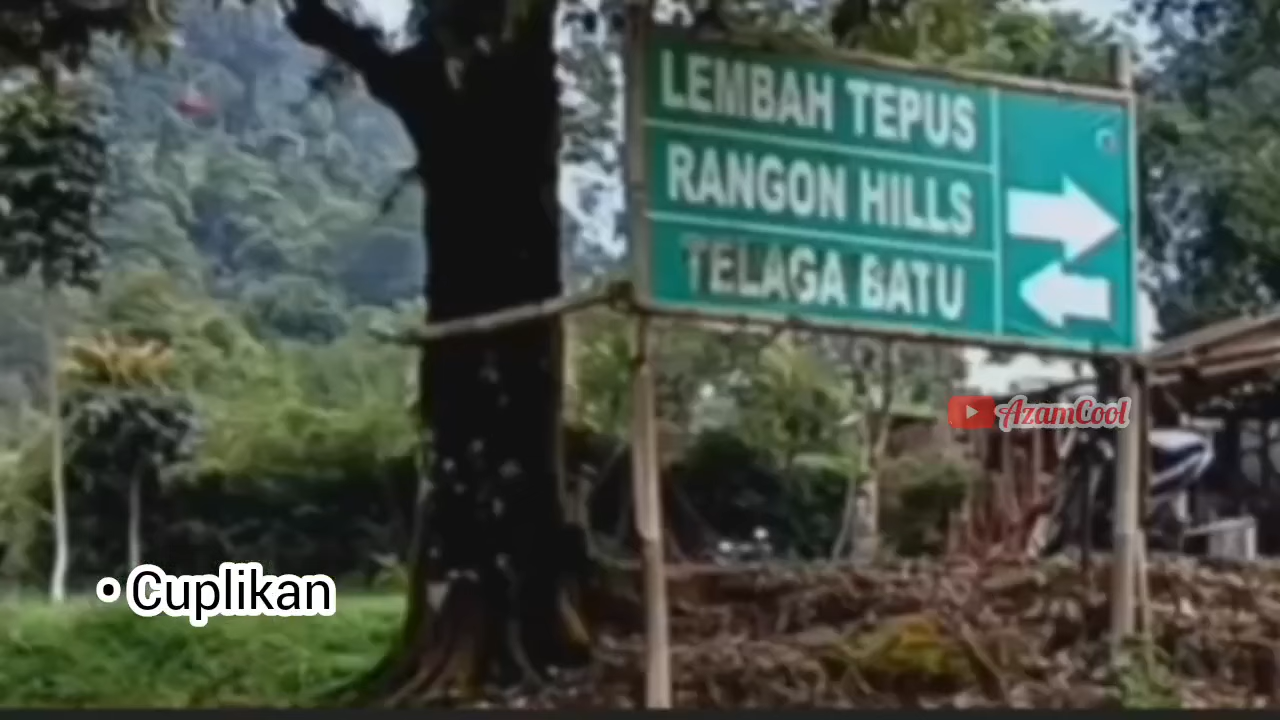 LEMBAH TEPUS
RANGON HILLS
TELAGA BATU
AzamCool
• Cuplikan